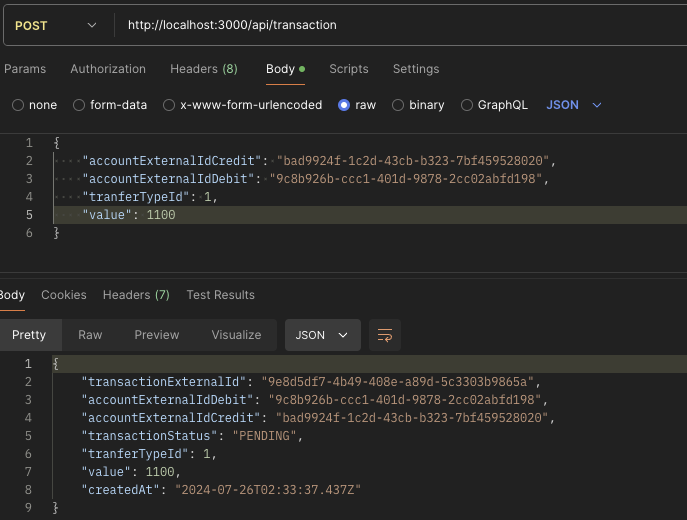 POST http://localhost:3000/api/transaction
Params Authorization Headers (8) Body Scripts Settings
none form-data x-www-form-urlencoded raw binary GraphQL JSON
1 {
2 "accountExternalIdCredit": "bad9924f-1c2d-43cb-b323-7bf459528020",
3 "accountExternalIdDebit": "9c8b926b-ccc1-401d-9878-2cc02abfd198",
4 "tranferTypeId": 1,
5 "value": 1100
6 }
Body Cookies Headers (7) Test Results
Pretty Raw Preview Visualize JSON
1 {
2 "transactionExternalId": "9e8d5df7-4b49-408e-a89d-5c3303b9865a",
3 "accountExternalIdDebit": "9c8b926b-ccc1-401d-9878-2cc02abfd198",
4 "accountExternalIdCredit": "bad9924f-1c2d-43cb-b323-7bf459528020",
5 "transactionStatus": "PENDING",
6 "tranferTypeId": 1,
7 "value": 1100,
8 "createdAt": "2024-07-26T02:33:37.437Z"
9 }